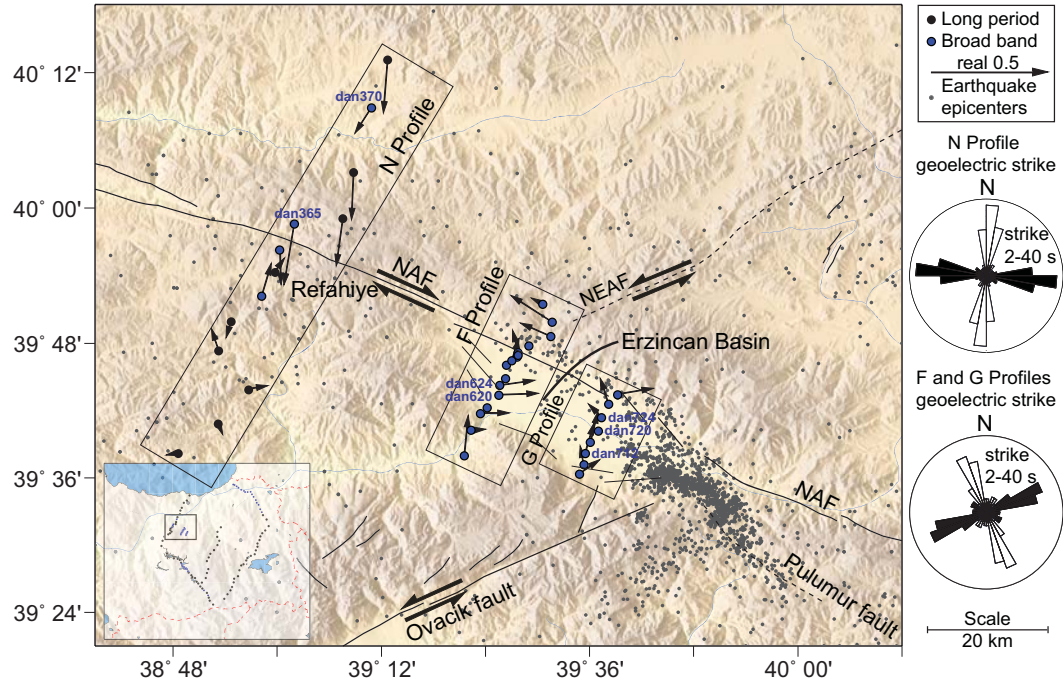 40° 12'
40° 00'
39° 48'
39° 36'
39° 24'
38° 48'
39° 12'
39° 36'
40° 00'
dan370
N Profile
dan365
Refahiye
NAF
F Profile
NEAF
Erzincan Basin
dan624
dan620
G Profile
dan724
dan720
dan712
NAF
Pulumur fault
Ovacik fault
Long period
Broad band
real 0.5
Earthquake
epicenters
N Profile
geoelectric strike
N
strike
2-40 s
F and G Profiles
geoelectric strike
N
strike
2-40 s
Scale
20 km